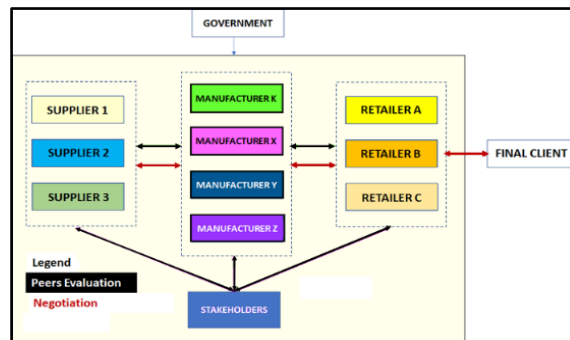 GOVERNMENT
SUPPLIER 1
SUPPLIER 2
SUPPLIER 3
MANUFACTURER K
MANUFACTURER X
MANUFACTURER Y
MANUFACTURER Z
RETAILER A
RETAILER B
RETAILER C
FINAL CLIENT
Legend
Peers Evaluation
Negotiation
STAKEHOLDERS